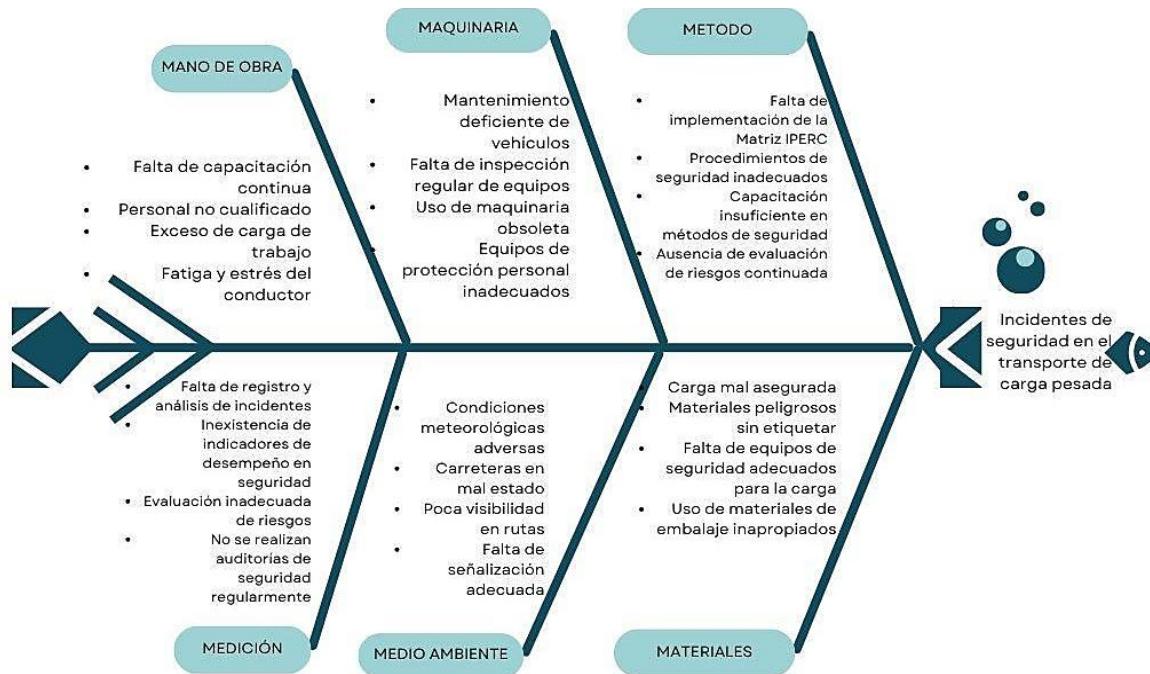 MANO DE OBRA
• Falta de capacitación
continua
• Personal no cualificado
• Exceso de carga de
trabajo
• Fatiga y estrés del
conductor
MAQUINARIA
• Mantenimiento
deficiente de
vehículos
• Falta de inspección
regular de equipos
• Uso de maquinaria
obsoleta
• Equipos de
protección personal
inadecuados
METODO
• Falta de
implementación de la
Matriz IPERC
• Procedimientos de
seguridad inadecuados
• Capacitación
insuficiente en
métodos de seguridad
• Ausencia de evaluación
de riesgos continuada
Incidentes de
seguridad en el
transporte de
carga pesada
• Falta de registro y
análisis de incidentes
• Inexistencia de
indicadores de
desempeño en
seguridad
• Evaluación inadecuada
de riesgos
• No se realizan
auditorías de
seguridad
regularmente
MEDICIÓN
• Condiciones
meteorológicas
adversas
• Carreteras en
mal estado
• Poca visibilidad
en rutas
• Falta de
señalización
adecuada
MEDIO AMBIENTE
• Carga mal asegurada
• Materiales peligrosos
sin etiquetar
• Falta de equipos de
seguridad adecuados
para la carga
• Uso de materiales de
embalaje inapropiados
MATERIALES